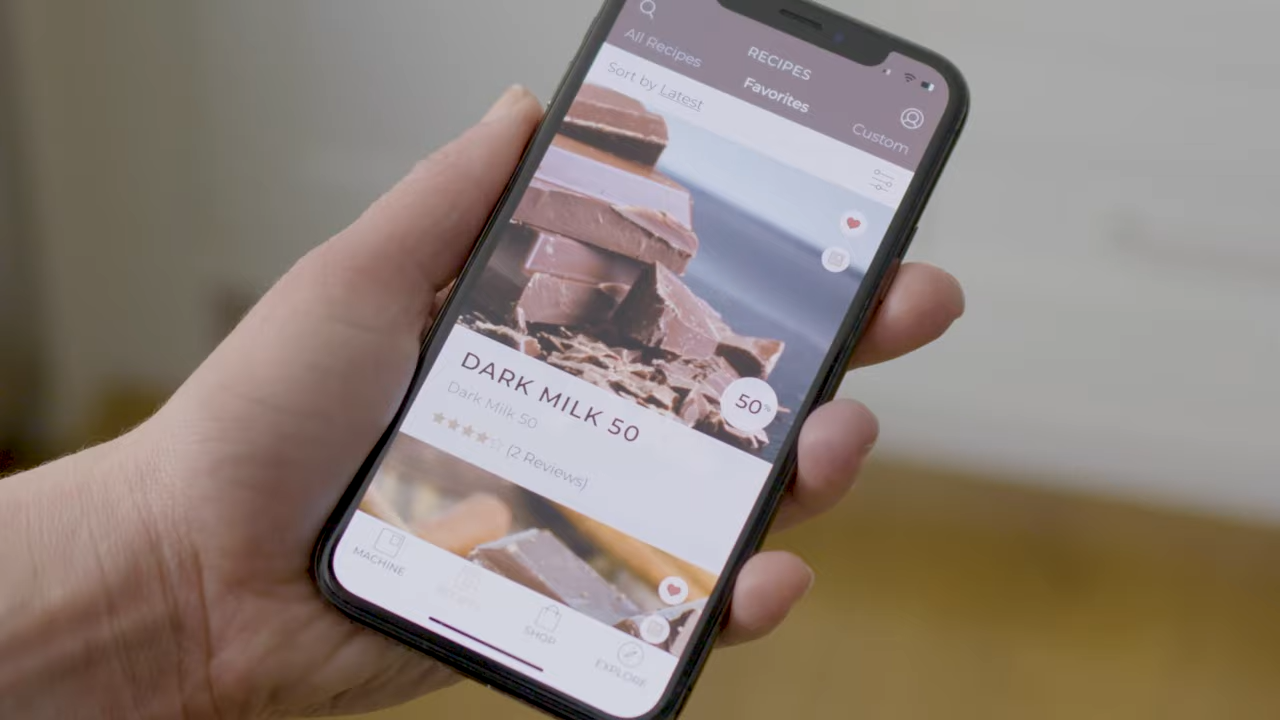 RECIPES
All Recipes
Favorites
Custom
Sort by Latest
50%
DARK MILK 50
Dark Milk 50
(2 Reviews)
MACHINE
SHOP
EXPLORE